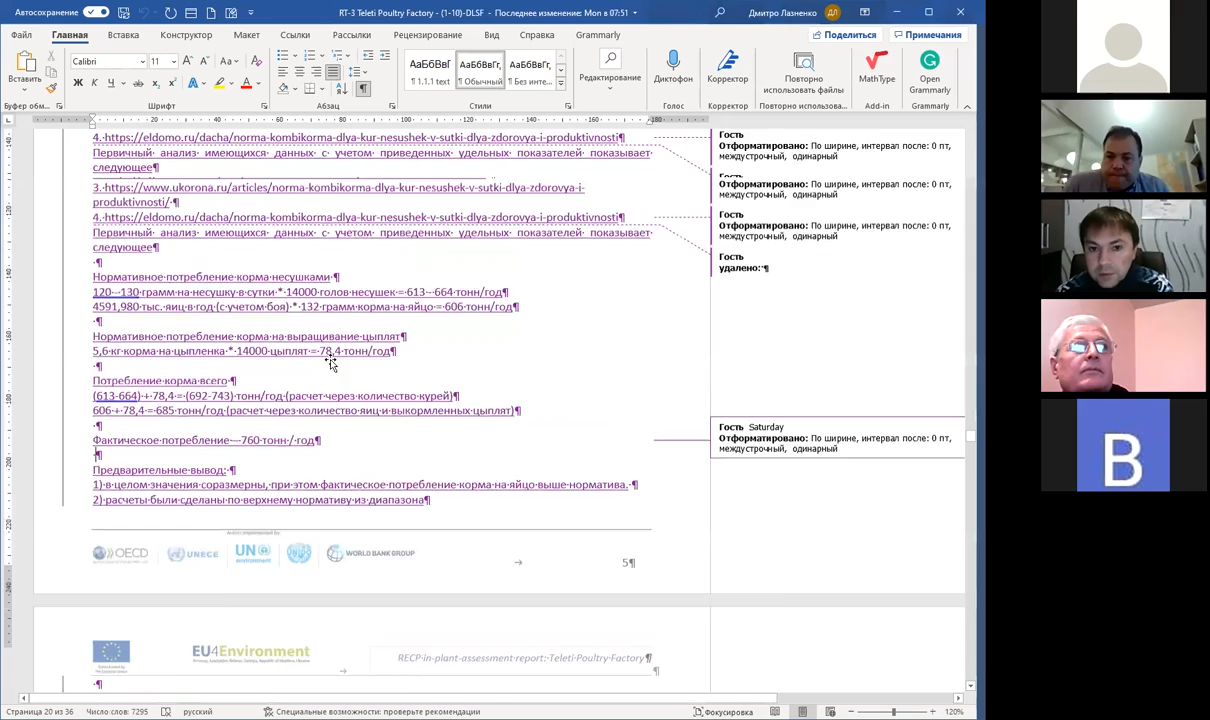 Автосохранение
RT-3 Teleti Poultry Factory - (1-10)-DLSF - Последнее изменение: Mon в 07:51
Дмитро Лазненко
ДЛ
Файл Главная Вставка Конструктор Макет Ссылки Рассылки Рецензирование Вид Справка Grammarly
Поделиться
Примечания
Вставить
Calibri 11
Ж К Ч
АаБбВвГ АаБбВвГг, АаБбВвГг,
¶ 1.1.1 text ¶ Обычный ¶ Без инте...
Редактирование
Диктофон
Корректор
Повторно использовать файлы
MathType
Open Grammarly
Буфер обм...
Шрифт
Абзац
Стили
Голос
Корректор
Повторно использова...
Add-in
Grammarly
20 40 60 80 100 120 140 160 180
4.·https://eldomo.ru/dacha/norma-kombikorma-dlya-kur-nesushek-v-sutki-dlya-zdorovya-i-produktivnosti¶
Первичный· анализ· имеющихся· данных· с· учетом· приведенных· удельных· показателей· показывает·
следующее¶
3.·https://www.ukorona.ru/articles/norma-kombikorma-dlya-kur-nesushek-v-sutki-dlya-zdorovya-i-
produktivnosti/·¶
4.·https://eldomo.ru/dacha/norma-kombikorma-dlya-kur-nesushek-v-sutki-dlya-zdorovya-i-produktivnosti¶
Первичный· анализ· имеющихся· данных· с· учетом· приведенных· удельных· показателей· показывает·
следующее¶
·¶
Нормативное·потребление·корма·несушками·¶
120·-·130·грамм·на·несушку·в·сутки·*·14000·голов·несушек·=·613·-·664·тонн/год¶
4591,980·тыс.·яиц·в·год·(с·учетом·боя)·*·132·грамм·корма·на·яйцо·=·606·тонн/год¶
·¶
Нормативное·потребление·корма·на·выращивание·цыплят¶
5,6·кг·корма·на·цыпленка·*·14000·цыплят·=·78,4·тонн/год¶
·¶
Потребление·корма·всего·¶
(613-664)·+·78,4·=·(692-743)·тонн/год·(расчет·через·количество·курей)¶
606·+·78,4·=·685·тонн/год·(расчет·через·количество·яиц·и·выкормленных·цыплят)¶
·¶
Фактическое·потребление·–·760·тонн·/·год¶
¶
Предварительные·вывод:·¶
1)·в·целом·значения·соразмерны,·при·этом·фактическое·потребление·корма·на·яйцо·выше·норматива.·¶
2)·расчеты·были·сделаны·по·верхнему·нормативу·из·диапазона¶
Гость
Отформатировано: По ширине, интервал после: 0 пт, междустрочный, одинарный
Гость
Отформатировано: По ширине, интервал после: 0 пт, междустрочный, одинарный
Гость
Отформатировано: По ширине, интервал после: 0 пт, междустрочный, одинарный
Гость
удалено: ¶
Гость Saturday
Отформатировано: По ширине, интервал после: 0 пт, междустрочный, одинарный
OECD
UNECE
UN environment
WORLD BANK GROUP
5¶
EU4Environment
RECP in-plant·assessment·report:·Teleti·Poultry·Factory¶
¶
·¶
Страница 20 из 36 Число слов: 7295 русский Специальные возможности: проверьте рекомендации Фокусировка 120%
B